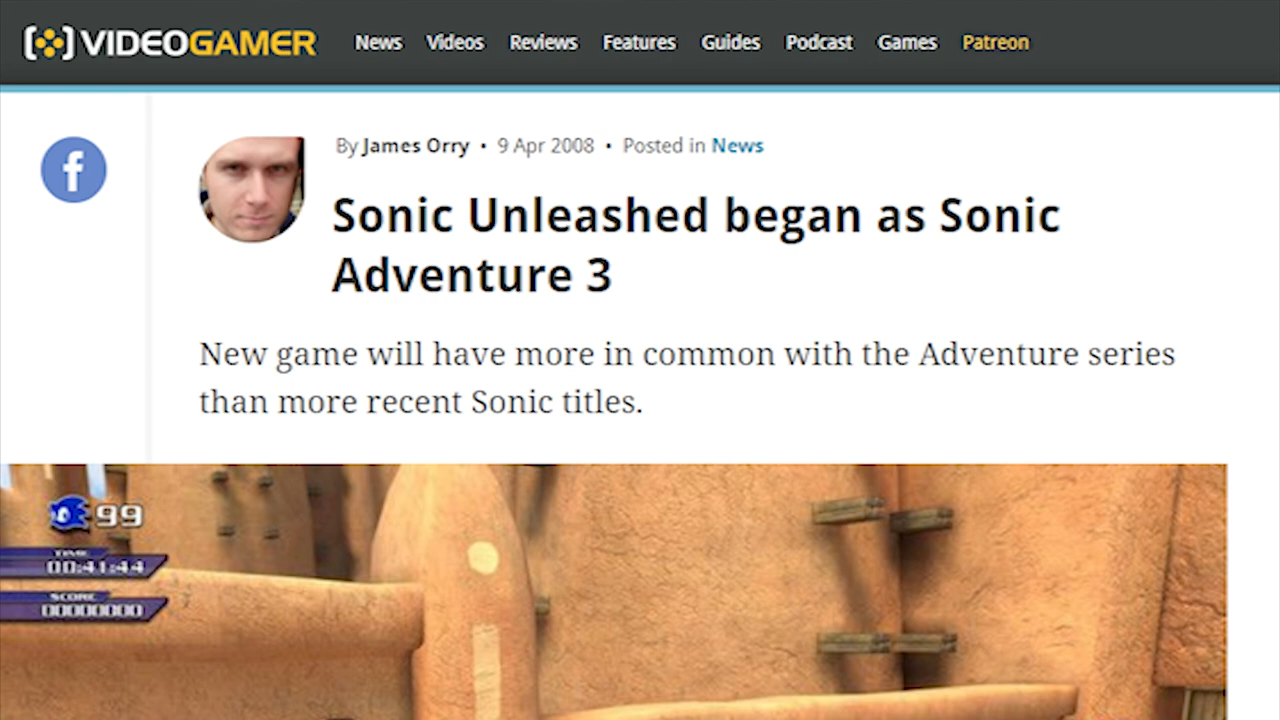 VIDEOGAMER News Videos Reviews Features Guides Podcast Games Patreon
f
By James Orry • 9 Apr 2008 • Posted in News
Sonic Unleashed began as Sonic
Adventure 3
New game will have more in common with the Adventure series
than more recent Sonic titles.
99
TIME
00:41:44
SCORE
00000000